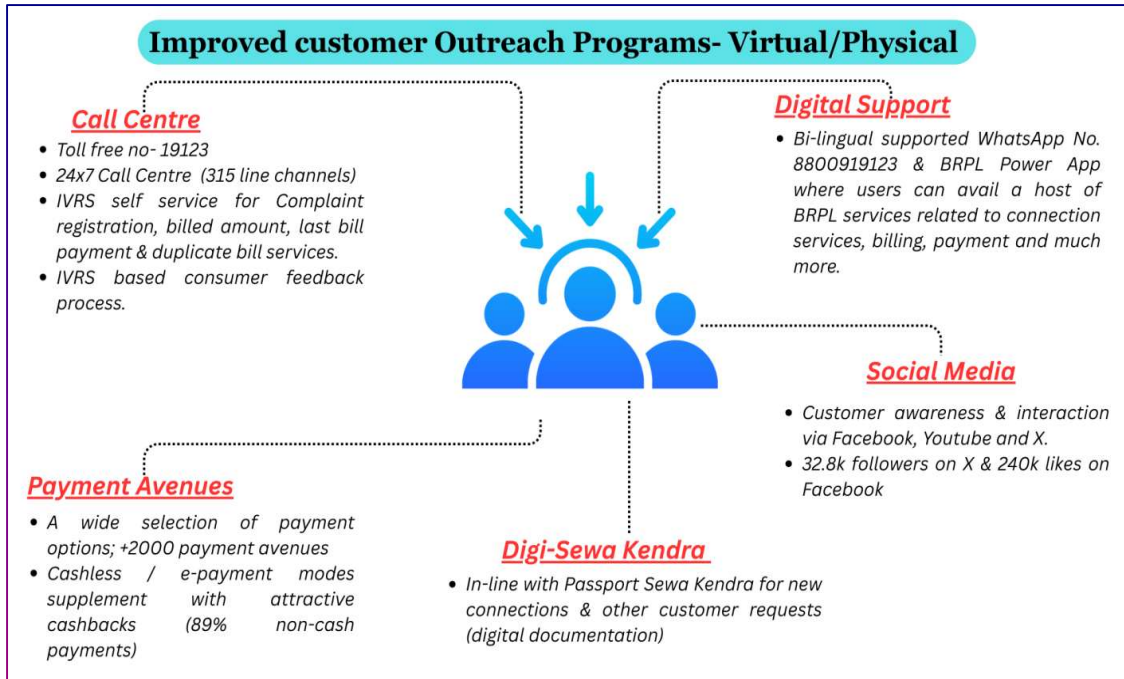 Improved customer Outreach Programs- Virtual/Physical
Call Centre
• Toll free no- 19123
• 24x7 Call Centre (315 line channels)
• IVRS self service for Complaint
registration, billed amount, last bill
payment & duplicate bill services.
• IVRS based consumer feedback
process.
Digital Support
• Bi-lingual supported WhatsApp No.
8800919123 & BRPL Power App
where users can avail a host of
BRPL services related to connection
services, billing, payment and much
more.
Social Media
• Customer awareness & interaction
via Facebook, Youtube and X.
• 32.8k followers on X & 240k likes on
Facebook
Payment Avenues
• A wide selection of payment
options; +2000 payment avenues
• Cashless / e-payment modes
supplement with attractive
cashbacks (89% non-cash
payments)
Digi-Sewa Kendra
• In-line with Passport Sewa Kendra for new
connections & other customer requests
(digital documentation)